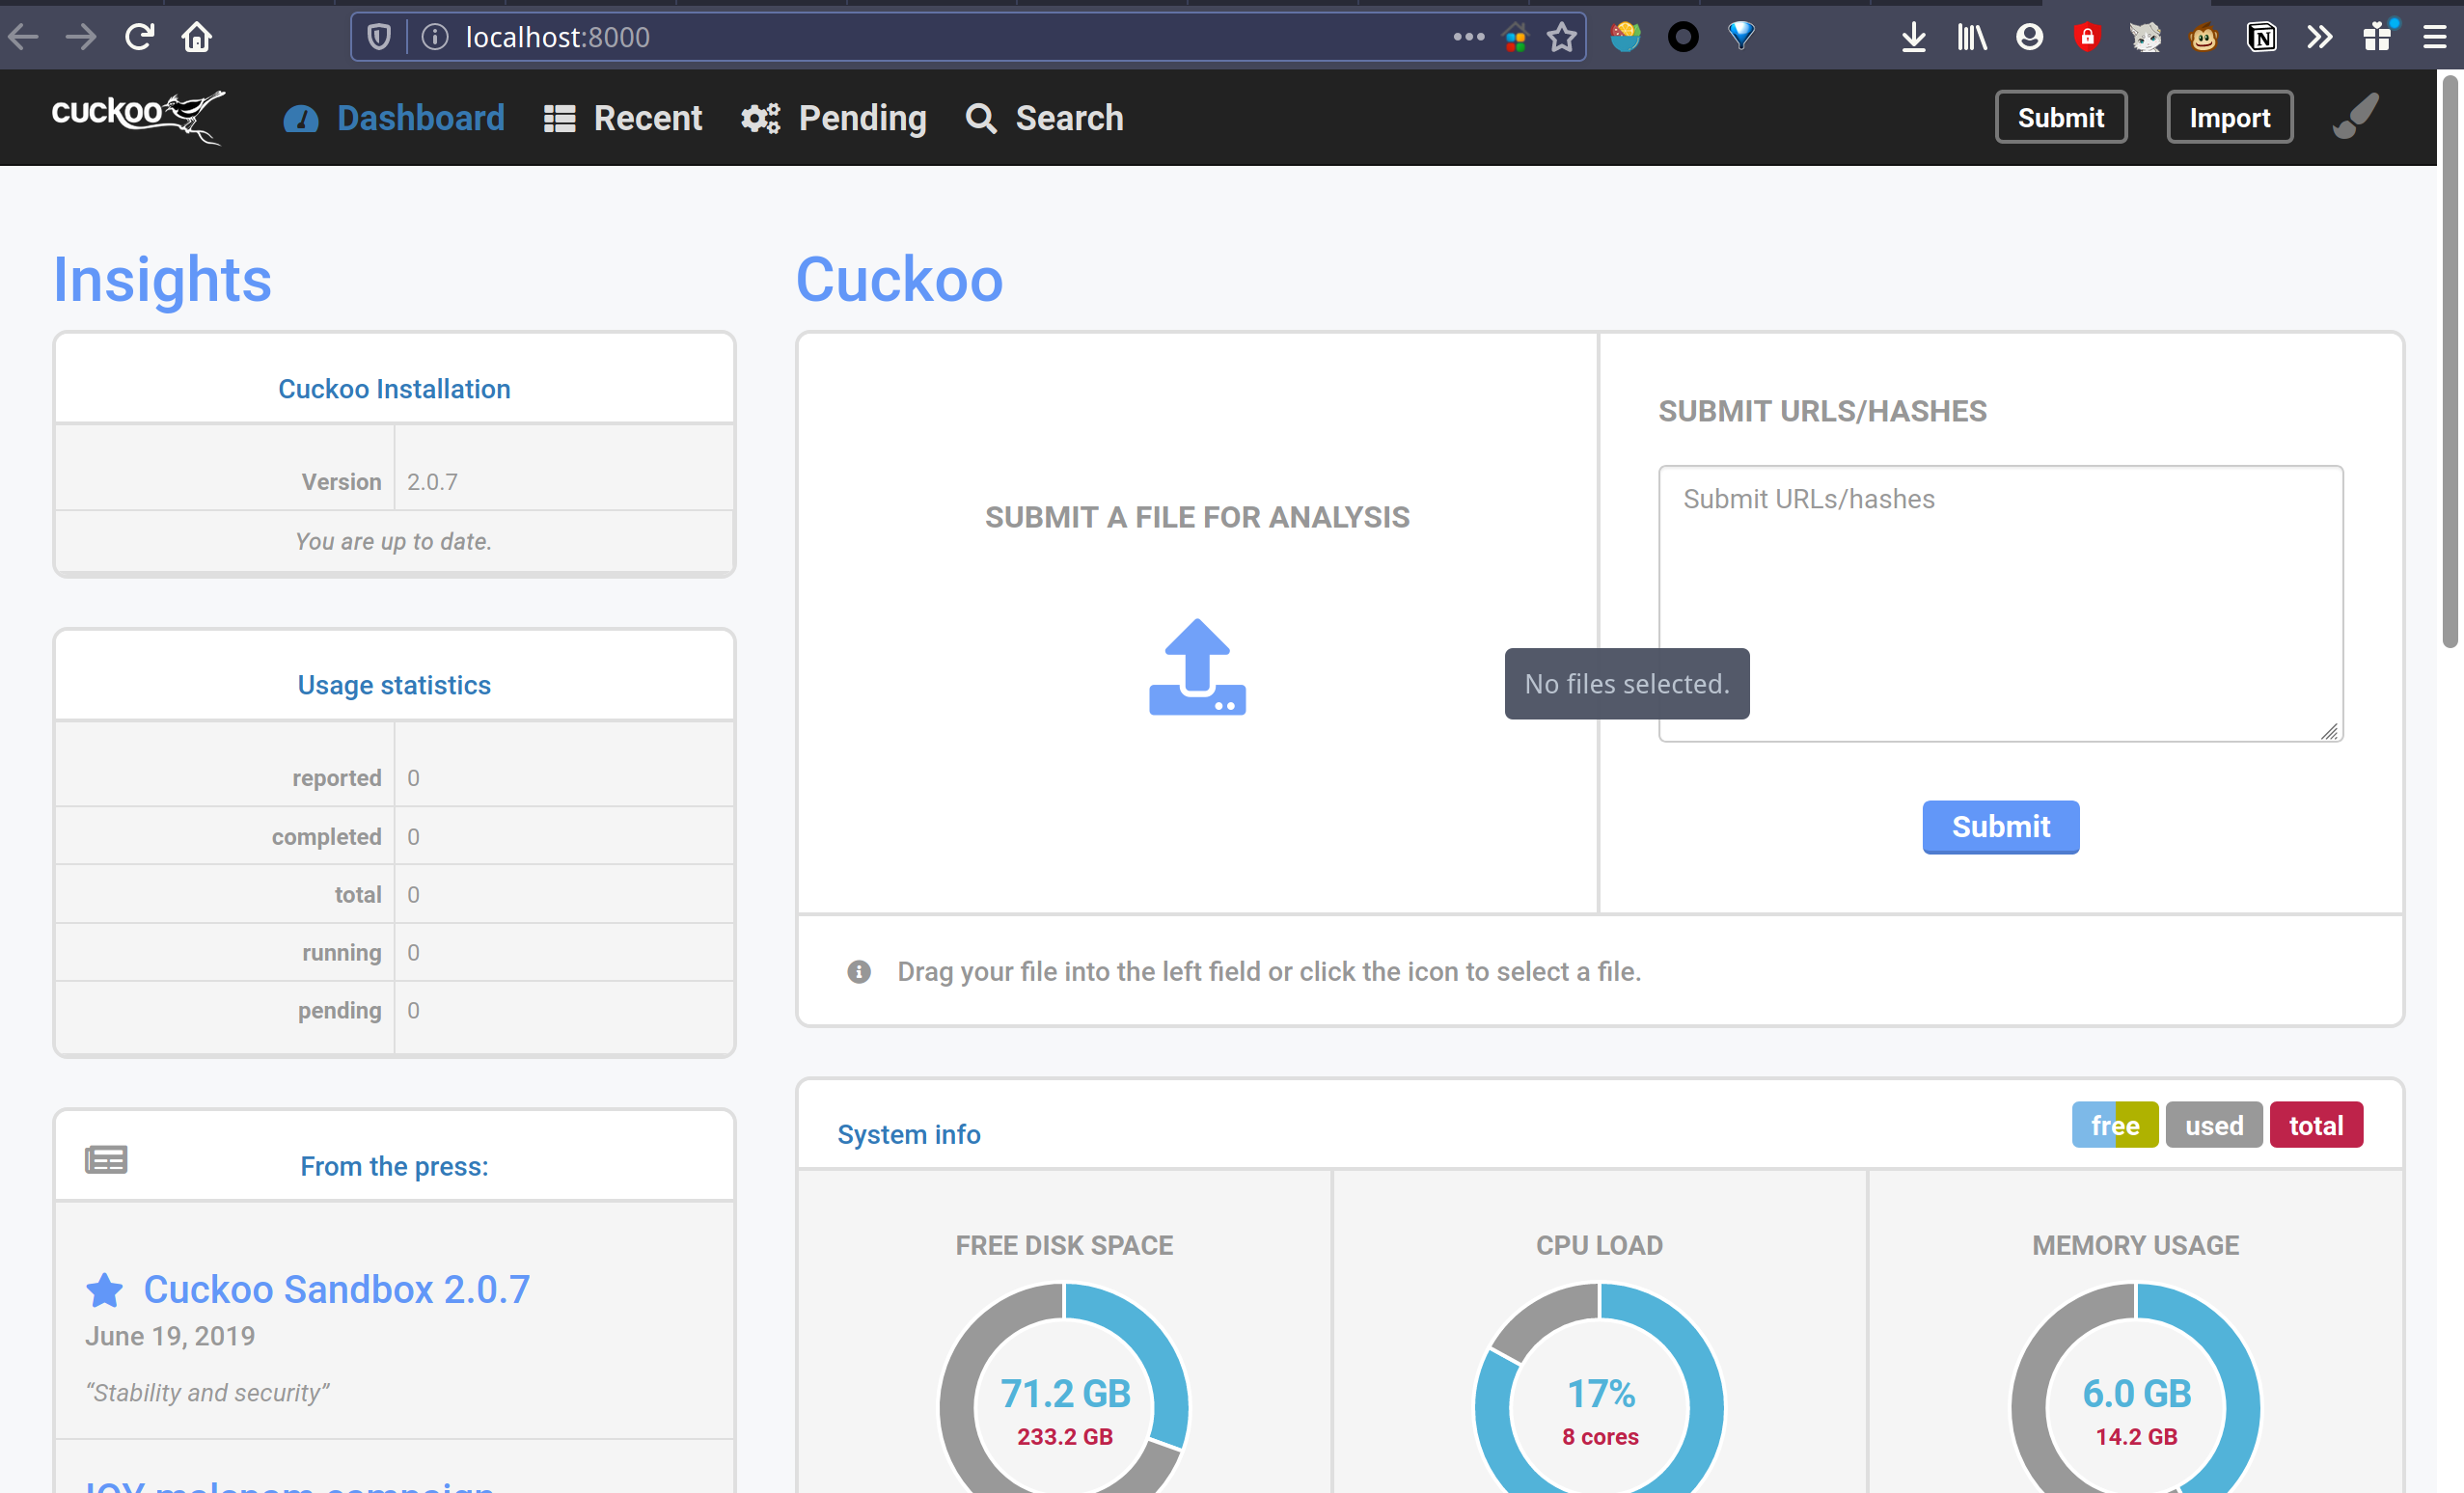 localhost:8000
cuckoo
Dashboard
Recent
Pending
Search
Submit
Import
Insights
Cuckoo Installation
Version 2.0.7
You are up to date.
Usage statistics
reported 0
completed 0
total 0
running 0
pending 0
From the press:
Cuckoo Sandbox 2.0.7
June 19, 2019
“Stability and security”
Cuckoo
SUBMIT A FILE FOR ANALYSIS
SUBMIT URLS/HASHES
Submit URLs/hashes
No files selected.
Submit
Drag your file into the left field or click the icon to select a file.
System info
free
used
total
FREE DISK SPACE
71.2 GB
233.2 GB
CPU LOAD
17%
8 cores
MEMORY USAGE
6.0 GB
14.2 GB